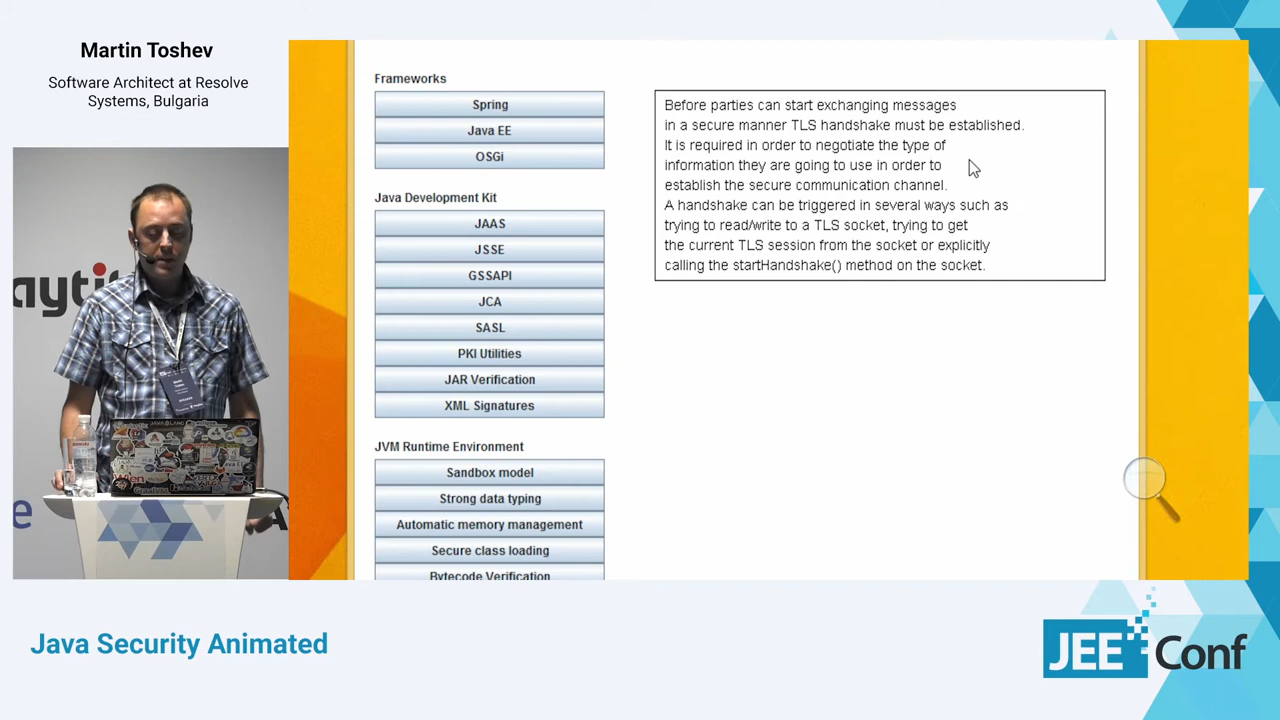 Martin Toshev
Software Architect at Resolve
Systems, Bulgaria
Frameworks
Spring
Java EE
OSGi
Java Development Kit
JAAS
JSSE
GSSAPI
JCA
SASL
PKI Utilities
JAR Verification
XML Signatures
JVM Runtime Environment
Sandbox model
Strong data typing
Automatic memory management
Secure class loading
Bytecode Verification
Before parties can start exchanging messages
in a secure manner TLS handshake must be established.
It is required in order to negotiate the type of
information they are going to use in order to
establish the secure communication channel.
A handshake can be triggered in several ways such as
trying to read/write to a TLS socket, trying to get
the current TLS session from the socket or explicitly
calling the startHandshake() method on the socket.
Java Security Animated
JEE Conf